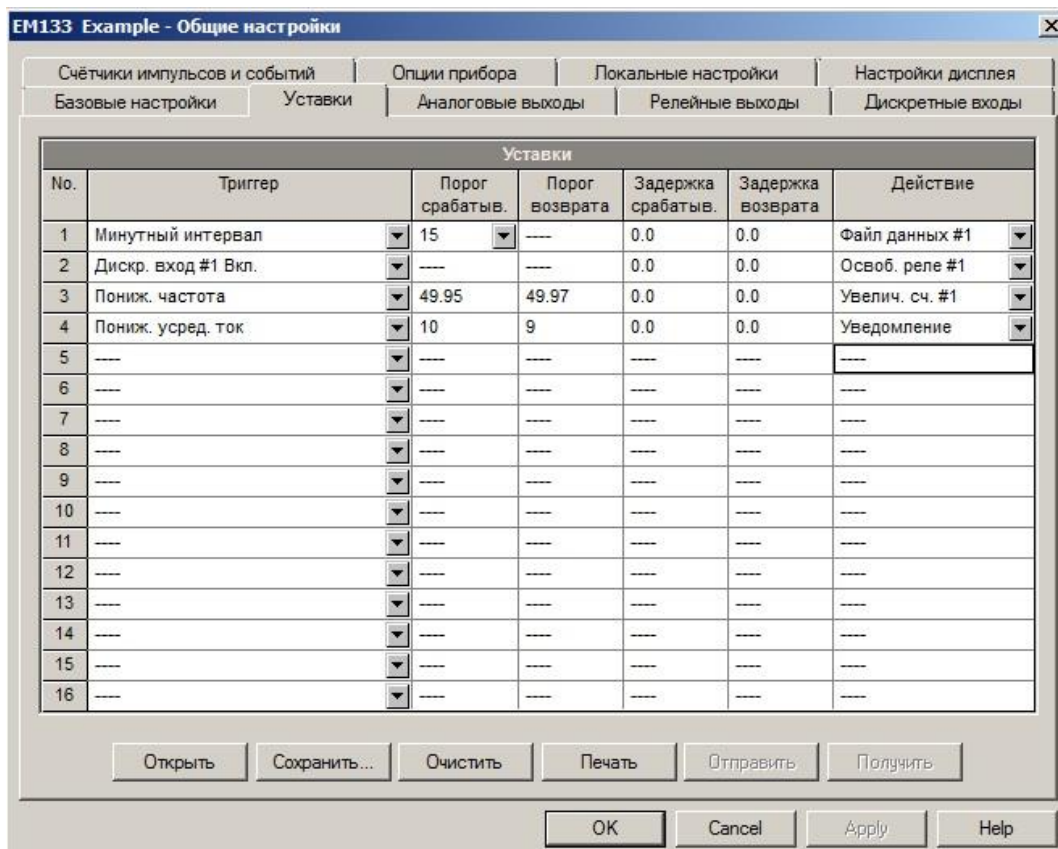 EM133 Example - Общие настройки
Счётчики импульсов и событий Опции прибора Локальные настройки Настройки дисплея
Базовые настройки Уставки Аналоговые выходы Релейные выходы Дискретные входы
Уставки
No. Триггер Порог срабатыв. Порог возврата Задержка срабатыв. Задержка возврата Действие
1 Минутный интервал 15 ---- 0.0 0.0 Файл данных #1
2 Дискр. вход #1 Вкл. ---- ---- 0.0 0.0 Освоб. реле #1
3 Пониж. частота 49.95 49.97 0.0 0.0 Увелич. сч. #1
4 Пониж. усред. ток 10 9 0.0 0.0 Уведомление
5 ---- ---- ---- ---- ---- ----
6 ---- ---- ---- ---- ---- ----
7 ---- ---- ---- ---- ---- ----
8 ---- ---- ---- ---- ---- ----
9 ---- ---- ---- ---- ---- ----
10 ---- ---- ---- ---- ---- ----
11 ---- ---- ---- ---- ---- ----
12 ---- ---- ---- ---- ---- ----
13 ---- ---- ---- ---- ---- ----
14 ---- ---- ---- ---- ---- ----
15 ---- ---- ---- ---- ---- ----
16 ---- ---- ---- ---- ---- ----
Открыть Сохранить... Очистить Печать Отправить Получить
OK Cancel Apply Help